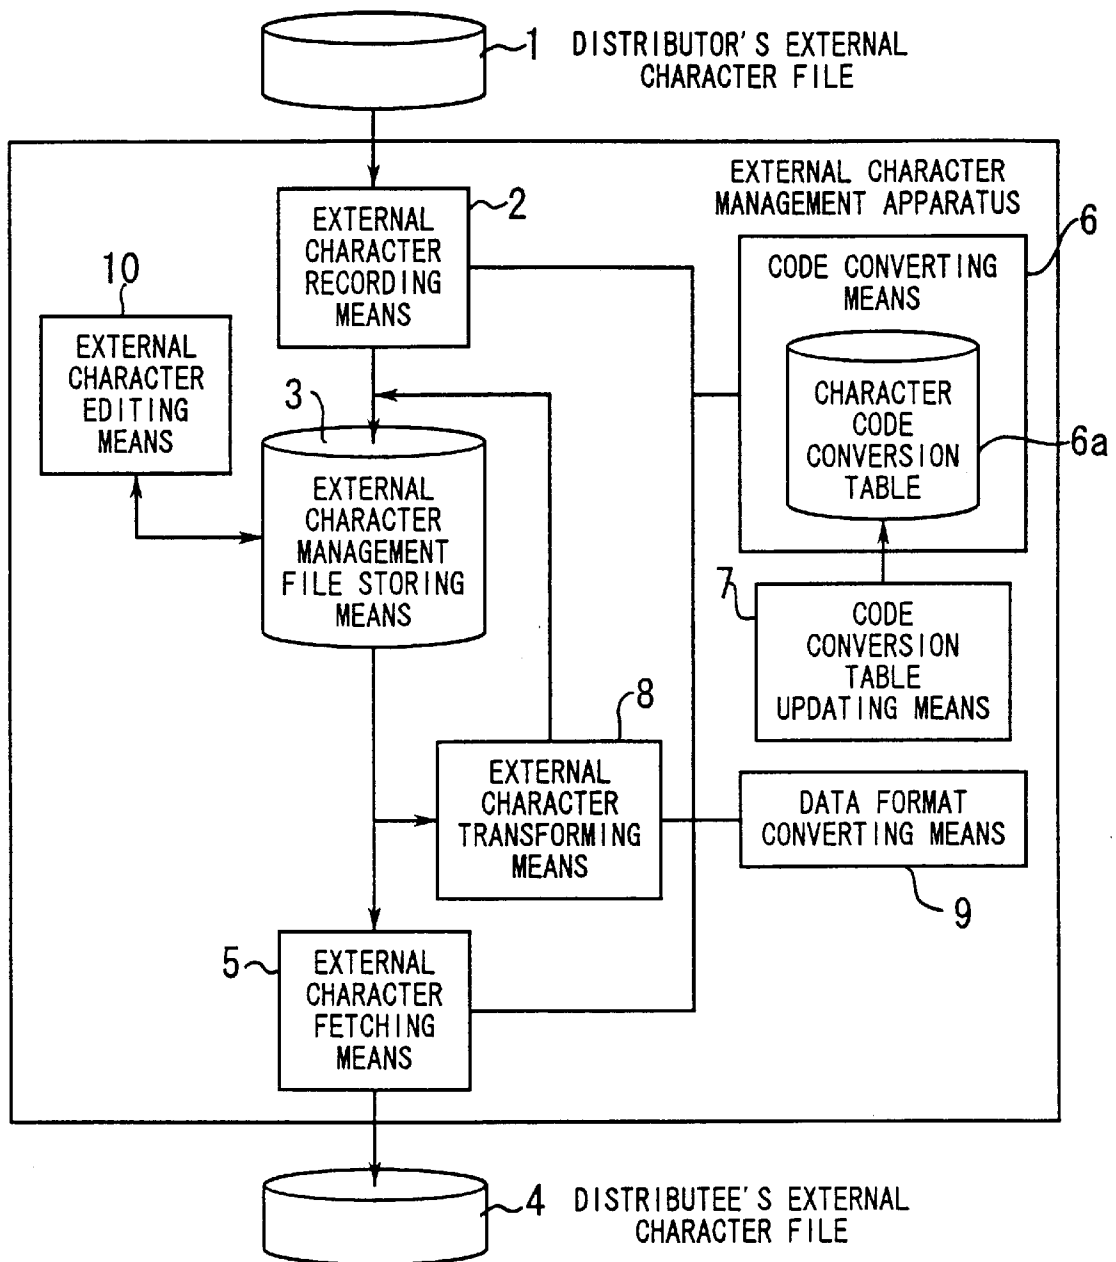 1
DISTRIBUTOR'S EXTERNAL
CHARACTER FILE
EXTERNAL CHARACTER
MANAGEMENT APPARATUS
2
EXTERNAL
CHARACTER
RECORDING
MEANS
6
CODE CONVERTING
MEANS
10
EXTERNAL
CHARACTER
EDITING
MEANS
3
EXTERNAL
CHARACTER
MANAGEMENT
FILE STORING
MEANS
CHARACTER
CODE
CONVERSION
TABLE
6a
7
CODE
CONVERSION
TABLE
UPDATING MEANS
8
EXTERNAL
CHARACTER
TRANSFORMING
MEANS
DATA FORMAT
CONVERTING MEANS
9
5
EXTERNAL
CHARACTER
FETCHING
MEANS
4
DISTRIBUTEE'S EXTERNAL
CHARACTER FILE